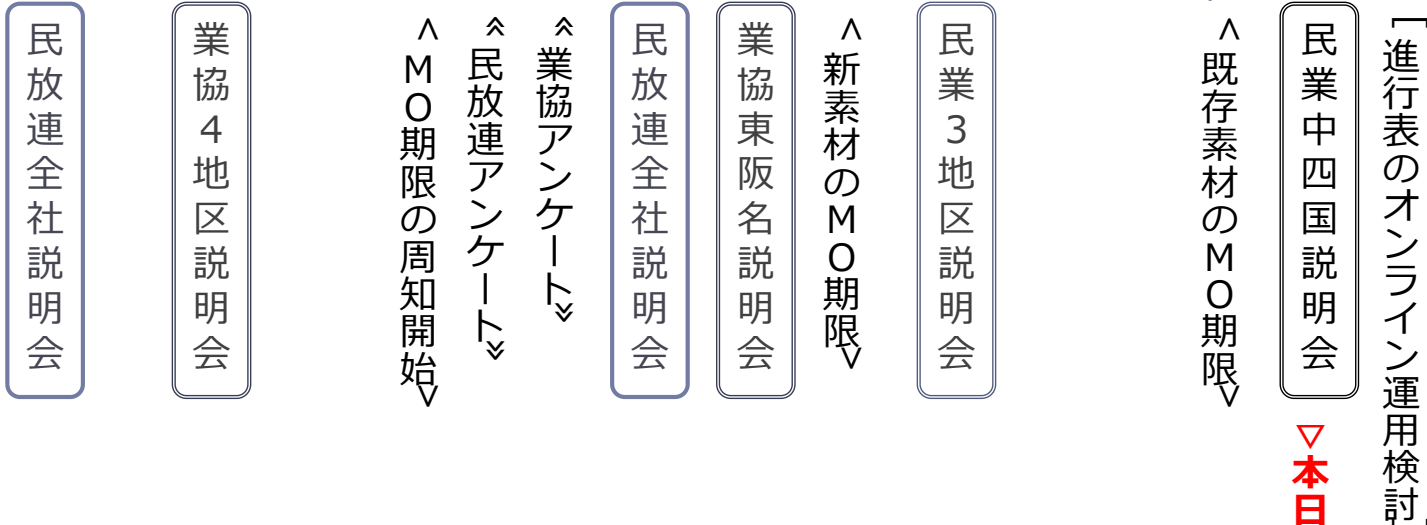 民放連全社説明会
業協４地区説明会
＜ＭＯ期限の周知開始＞
≪民放連アンケート≫
≪業協アンケート≫
民放連全社説明会
業協東阪名説明会
＜新素材のＭＯ期限＞
民業３地区説明会
＜既存素材のＭＯ期限＞
民業中四国説明会
▽本日
［進行表のオンライン運用検討